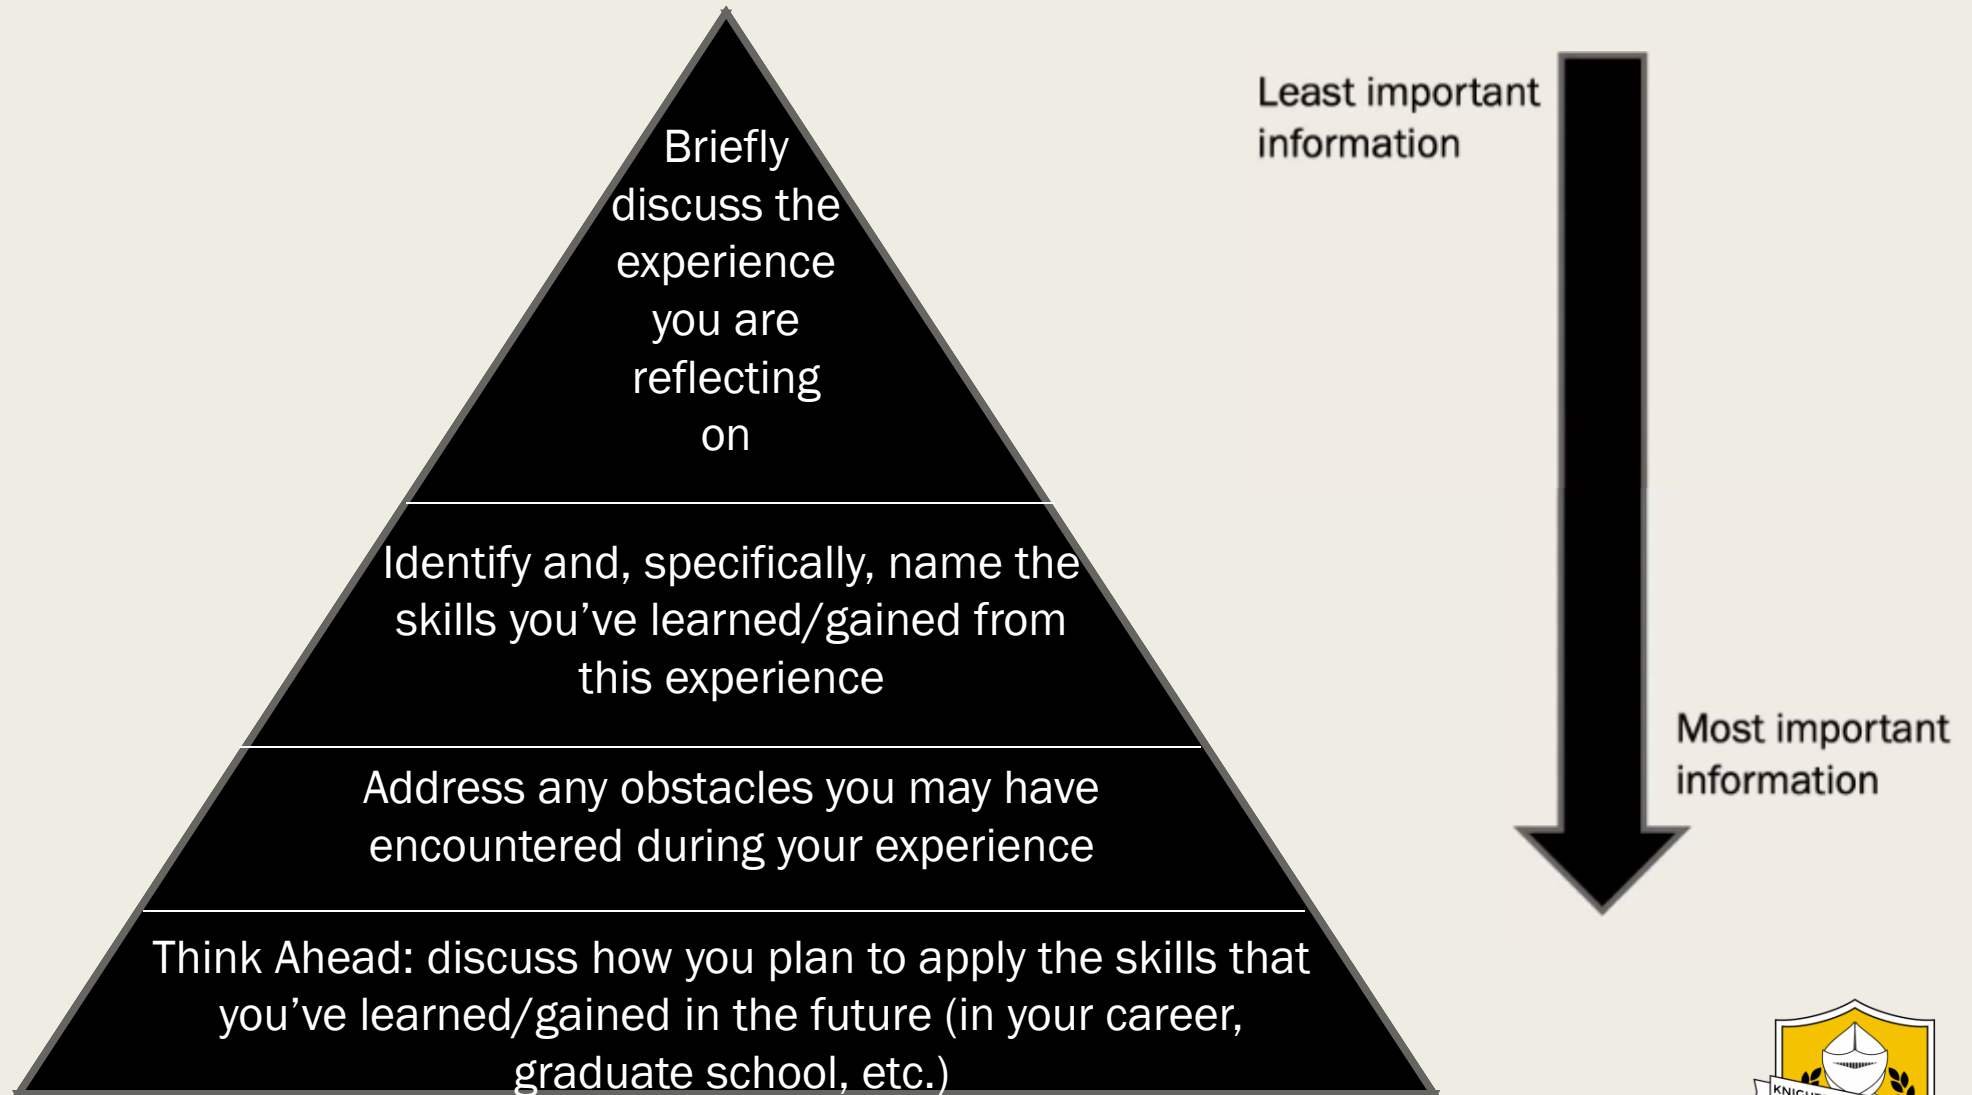 Briefly
discuss the
experience
you are
reflecting
on
Identify and, specifically, name the
skills you’ve learned/gained from
this experience
Address any obstacles you may have
encountered during your experience
Think Ahead: discuss how you plan to apply the skills that
you’ve learned/gained in the future (in your career,
graduate school, etc.)
Least important
information
Most important
information